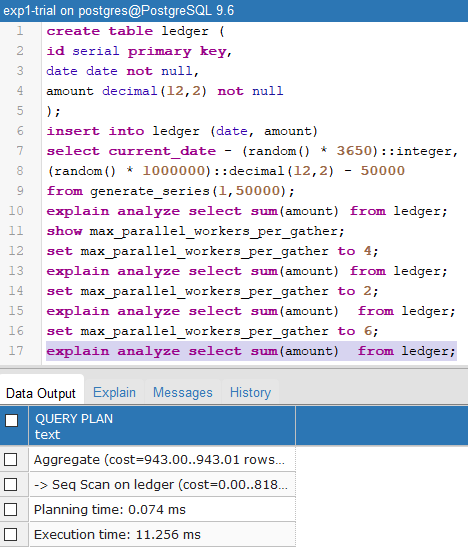 exp1-trial on postgres@PostgreSQL 9.6
1 create table ledger (
2 id serial primary key,
3 date date not null,
4 amount decimal(12,2) not null
5 );
6 insert into ledger (date, amount)
7 select current_date - (random() * 3650)::integer,
8 (random() * 1000000)::decimal(12,2) - 50000
9 from generate_series(1,50000);
10 explain analyze select sum(amount) from ledger;
11 show max_parallel_workers_per_gather;
12 set max_parallel_workers_per_gather to 4;
13 explain analyze select sum(amount) from ledger;
14 set max_parallel_workers_per_gather to 2;
15 explain analyze select sum(amount)  from ledger;
16 set max_parallel_workers_per_gather to 6;
17 explain analyze select sum(amount)  from ledger;
Data Output Explain Messages History
QUERY PLAN
text
Aggregate (cost=943.00..943.01 rows...
-> Seq Scan on ledger (cost=0.00..818...
Planning time: 0.074 ms
Execution time: 11.256 ms